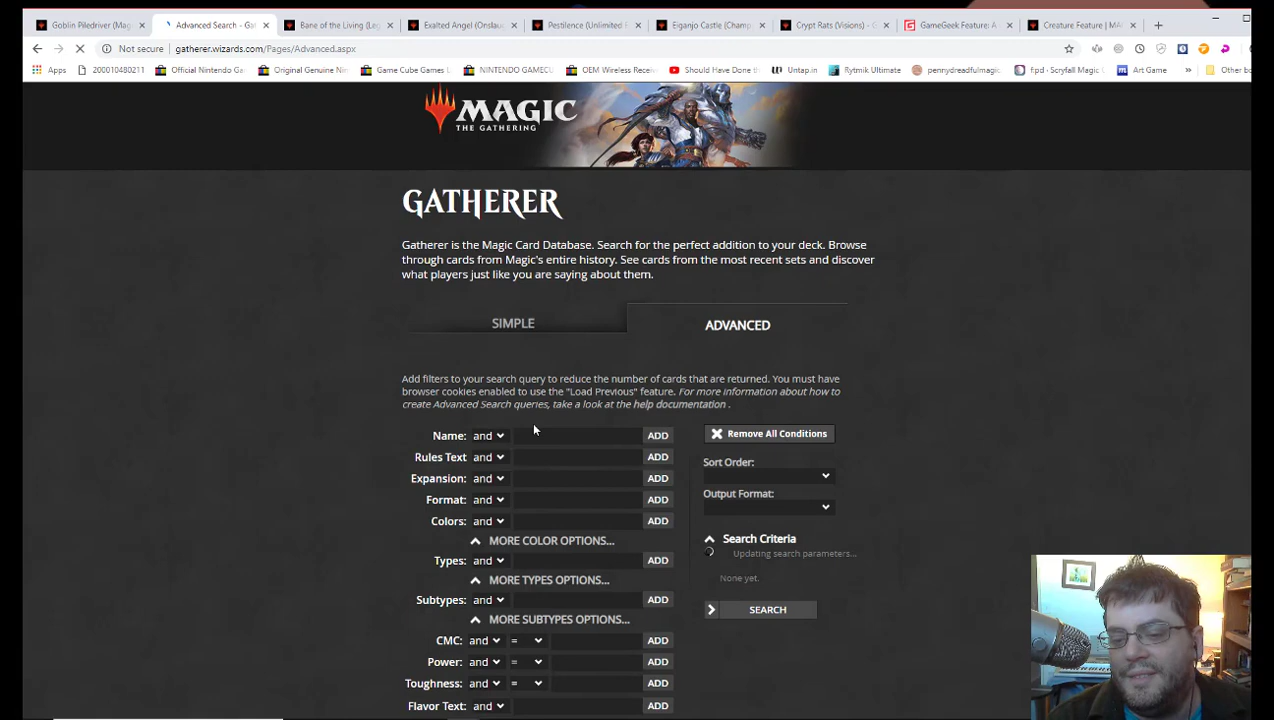 Goblin Piledriver (Mag
Advanced Search - Gat
Bane of the Living (Leg
Exalted Angel (Onslau
Pestilence (Unlimited
Eiganjo Castle (Champ
Crypt Rats (Visions) - G
GameGeek Feature: A
Creature Feature | MA
Not secure | gatherer.wizards.com/Pages/Advanced.aspx
Apps
200010480211
Official Nintendo Ga
Original Genuine Nin
Game Cube Games L
NINTENDO GAMECU
OEM Wireless Recei
Should Have Done th
Untap.in
Rytmik Ultimate
pennydreadfulmagic
f:pd - Scryfall Magic
Art Game
»
Other bo
MAGIC
THE GATHERING
GATHERER
Gatherer is the Magic Card Database. Search for the perfect addition to your deck. Browse
through cards from Magic's entire history. See cards from the most recent sets and discover
what players just like you are saying about them.
SIMPLE
ADVANCED
Add filters to your search query to reduce the number of cards that are returned. You must have
browser cookies enabled to use the "Load Previous" feature. For more information about how to
create Advanced Search queries, take a look at the help documentation .
Name: and ADD
Rules Text and ADD
Expansion: and ADD
Format: and ADD
Colors: and ADD
MORE COLOR OPTIONS...
Types: and ADD
MORE TYPES OPTIONS...
Subtypes: and ADD
MORE SUBTYPES OPTIONS...
CMC: and = ADD
Power: and = ADD
Toughness: and = ADD
Flavor Text: and ADD
Remove All Conditions
Sort Order:
Output Format:
Search Criteria
Updating search parameters...
None yet.
SEARCH